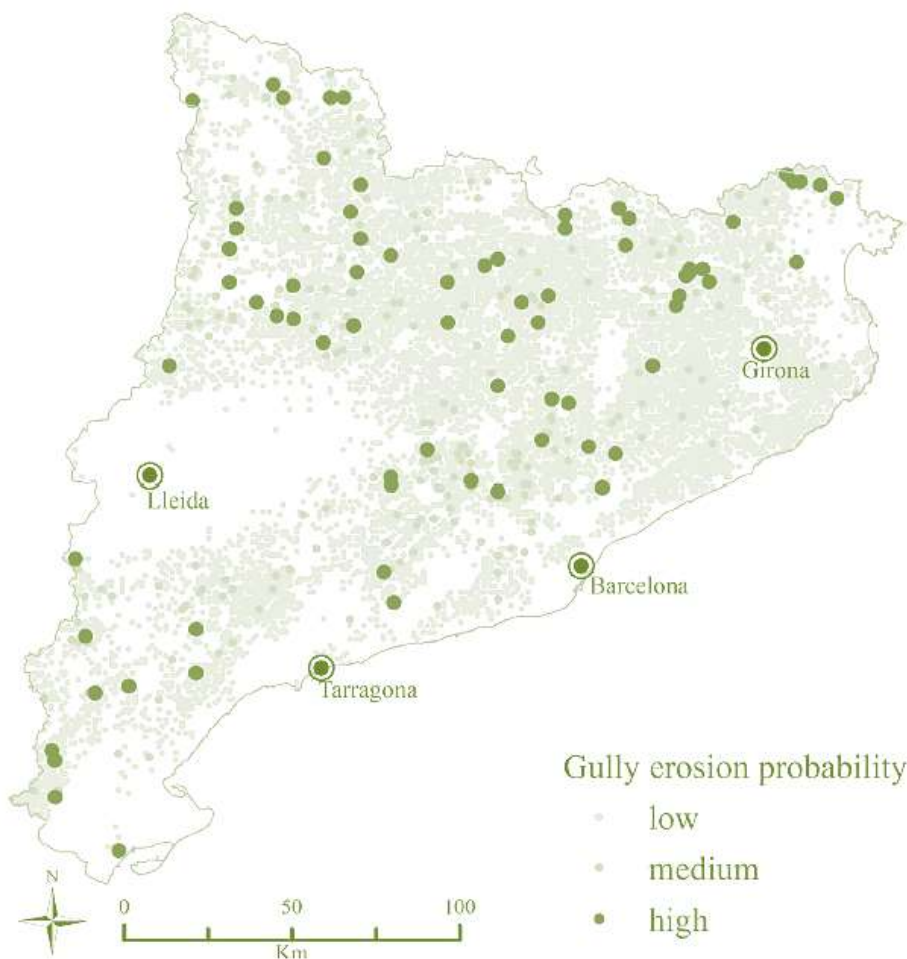 Girona
Lleida
Barcelona
Tarragona
Gully erosion probability
low
medium
high
N
0 50 100
Km